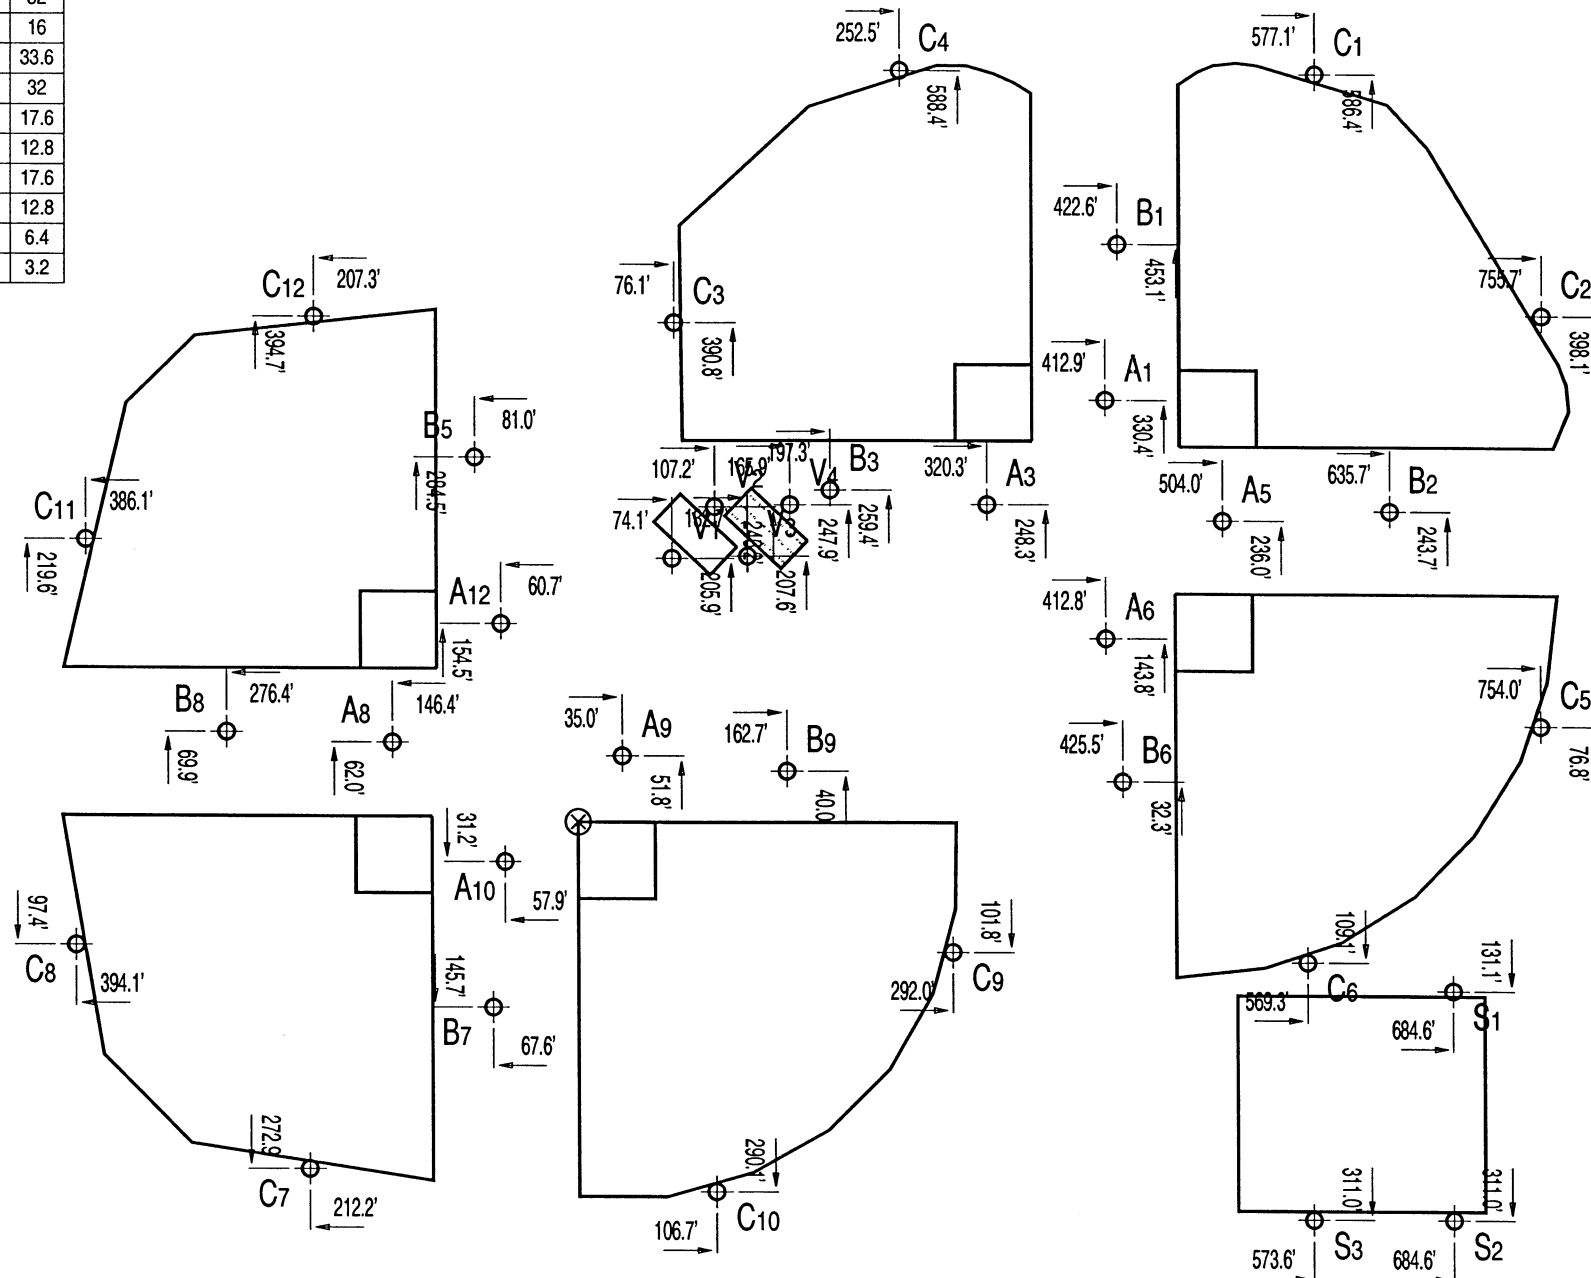 16
33.6
32
17.6
12.8
17.6
12.8
6.4
3.2
252.5' C4
588.4'
577.1' C1
586.4'
422.6' B1
453.1'
755.7' C2
398.1'
C12 207.3'
394.7'
76.1' C3
390.8'
412.9' A1
330.4'
B5 81.0'
284.5'
C11 386.1'
219.6'
107.2' 165.9' 197.3' V4 B3
320.3' A3
74.1' V1 V3
205.9' 207.6' 247.9' 259.4' 248.3'
504.0' A5
236.0'
635.7' B2
243.7'
A12 60.7'
154.5'
412.8' A6
143.8'
B8 276.4'
69.9'
A8 146.4'
62.0'
35.0' A9
51.8'
162.7' B9
40.0
425.5' B6
32.3'
754.0' C5
76.8'
31.2'
A10 57.9'
97.4'
C8 394.1'
145.7'
B7 67.6'
101.8'
292.0' C9
109.1'
569.3' C6
131.1'
684.6' S1
272.9
C7 212.2'
290.1'
106.7' C10
311.0'
573.6' S3
311.0'
684.6' S2